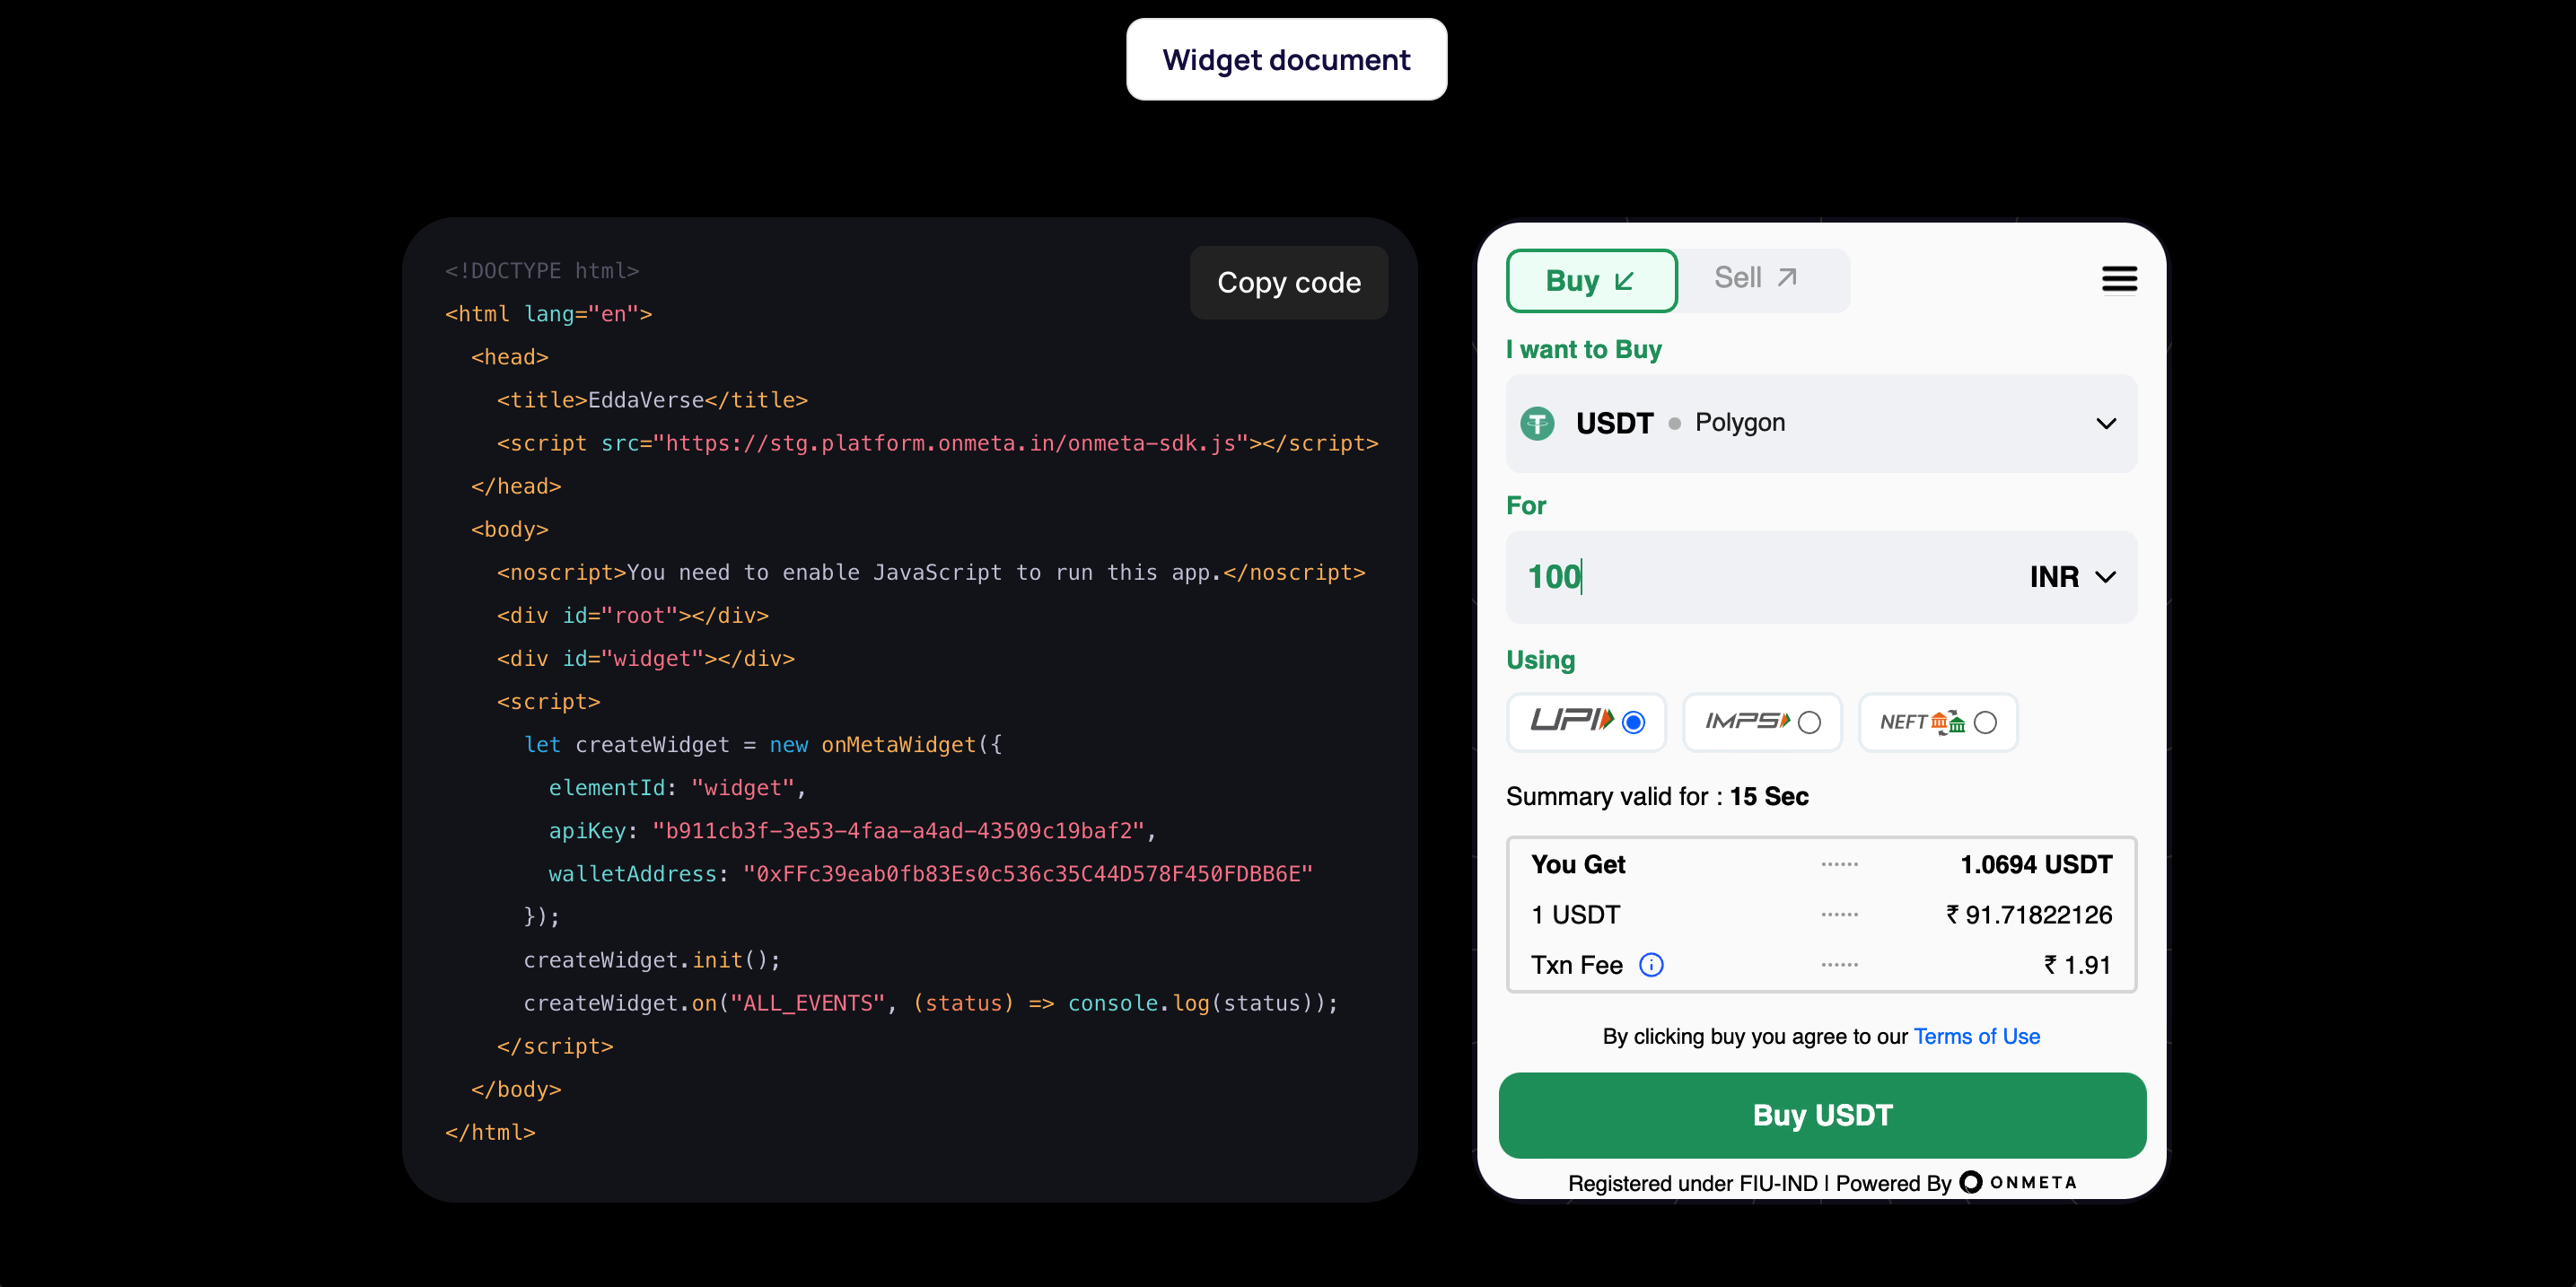 Widget document
Copy code
<!DOCTYPE html>
<html lang="en">
<head>
<title>EddaVerse</title>
<script src="https://stg.platform.onmeta.in/onmeta-sdk.js"></script>
</head>
<body>
<noscript>You need to enable JavaScript to run this app.</noscript>
<div id="root"></div>
<div id="widget"></div>
<script>
let createWidget = new onMetaWidget({
elementId: "widget",
apiKey: "b911cb3f-3e53-4faa-a4ad-43509c19baf2",
walletAddress: "0xFFc39eab0fb83Es0c536c35C44D578F450FDBB6E"
});
createWidget.init();
createWidget.on("ALL_EVENTS", (status) => console.log(status));
</script>
</body>
</html>
Buy Sell
I want to Buy
USDT Polygon
For
100 INR
Using
UPI IMPS NEFT
Summary valid for : 15 Sec
You Get ...... 1.0694 USDT
1 USDT ...... ₹ 91.71822126
Txn Fee ...... ₹ 1.91
By clicking buy you agree to our Terms of Use
Buy USDT
Registered under FIU-IND | Powered By ONMETA